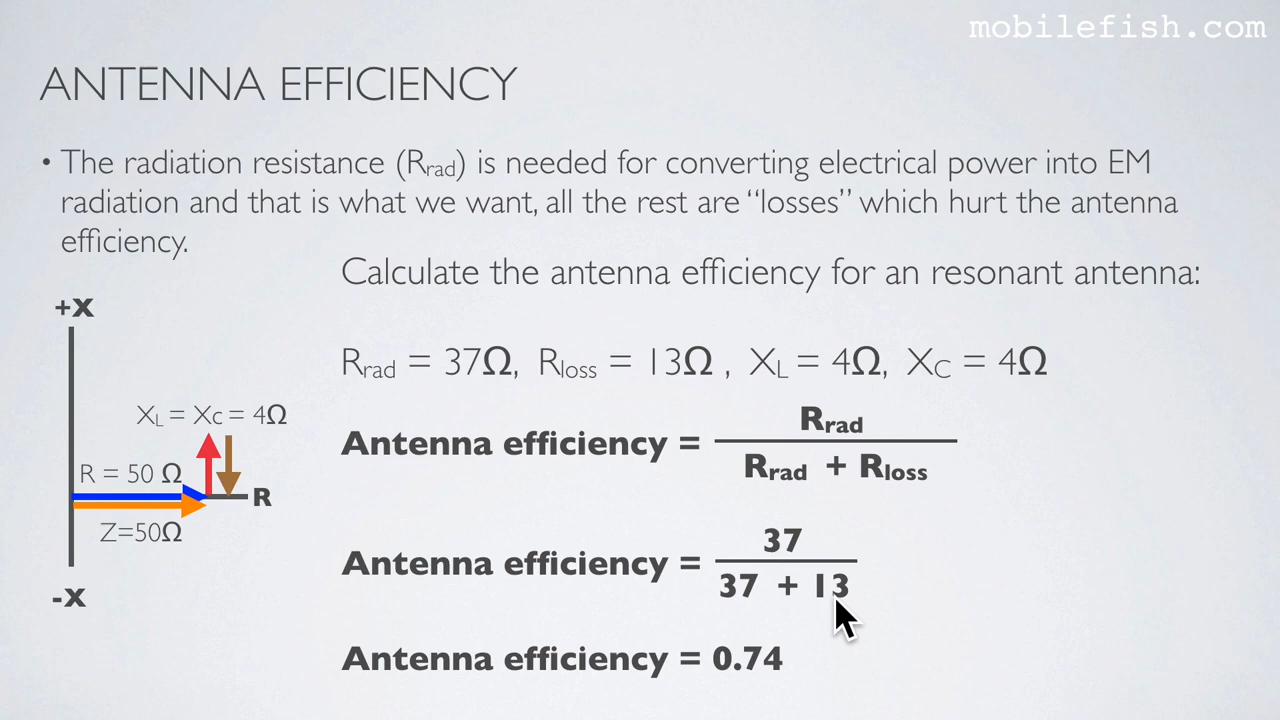 mobilefish.com
ANTENNA EFFICIENCY
• The radiation resistance (Rrad) is needed for converting electrical power into EM
radiation and that is what we want, all the rest are “losses” which hurt the antenna
efficiency.
Calculate the antenna efficiency for an resonant antenna:
+X
Rrad = 37Ω, Rloss = 13Ω , XL = 4Ω, XC = 4Ω
XL = XC = 4Ω
Antenna efficiency = Rrad / Rrad + Rloss
R = 50 Ω
R
Z=50Ω
Antenna efficiency = 37 / 37 + 13
-X
Antenna efficiency = 0.74